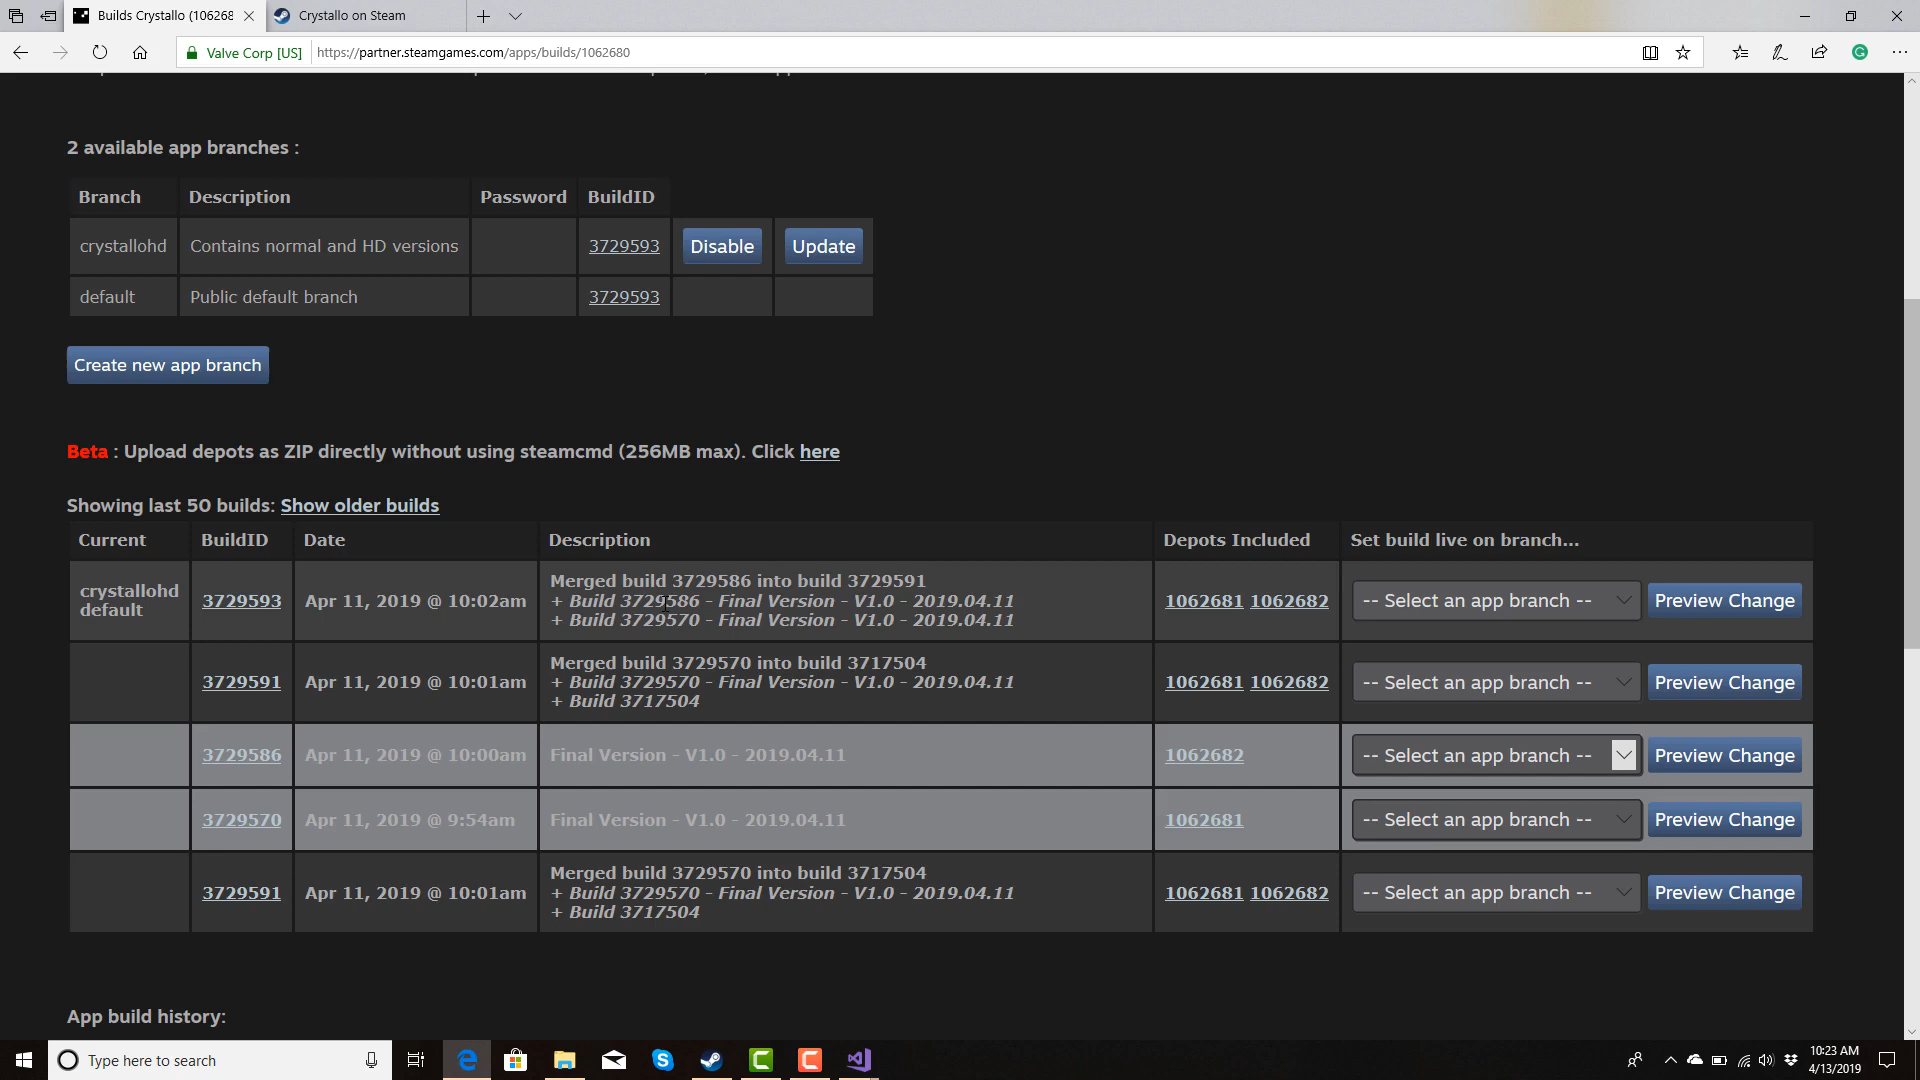 Builds Crystallo (106268
Crystallo on Steam
Valve Corp [US]
https://partner.steamgames.com/apps/builds/1062680
2 available app branches :
Branch Description Password BuildID
crystallohd Contains normal and HD versions 3729593 Disable Update
default Public default branch 3729593
Create new app branch
Beta : Upload depots as ZIP directly without using steamcmd (256MB max). Click here
Showing last 50 builds: Show older builds
Current BuildID Date Description Depots Included Set build live on branch...
crystallohd
default
3729593 Apr 11, 2019 @ 10:02am
Merged build 3729586 into build 3729591
+ Build 3729586 - Final Version - V1.0 - 2019.04.11
+ Build 3729570 - Final Version - V1.0 - 2019.04.11
1062681 1062682 -- Select an app branch -- Preview Change
3729591 Apr 11, 2019 @ 10:01am
Merged build 3729570 into build 3717504
+ Build 3729570 - Final Version - V1.0 - 2019.04.11
+ Build 3717504
1062681 1062682 -- Select an app branch -- Preview Change
3729586 Apr 11, 2019 @ 10:00am Final Version - V1.0 - 2019.04.11 1062682 -- Select an app branch -- Preview Change
3729570 Apr 11, 2019 @ 9:54am Final Version - V1.0 - 2019.04.11 1062681 -- Select an app branch -- Preview Change
3729591 Apr 11, 2019 @ 10:01am
Merged build 3729570 into build 3717504
+ Build 3729570 - Final Version - V1.0 - 2019.04.11
+ Build 3717504
1062681 1062682 -- Select an app branch -- Preview Change
App build history:
Type here to search
10:23 AM
4/13/2019